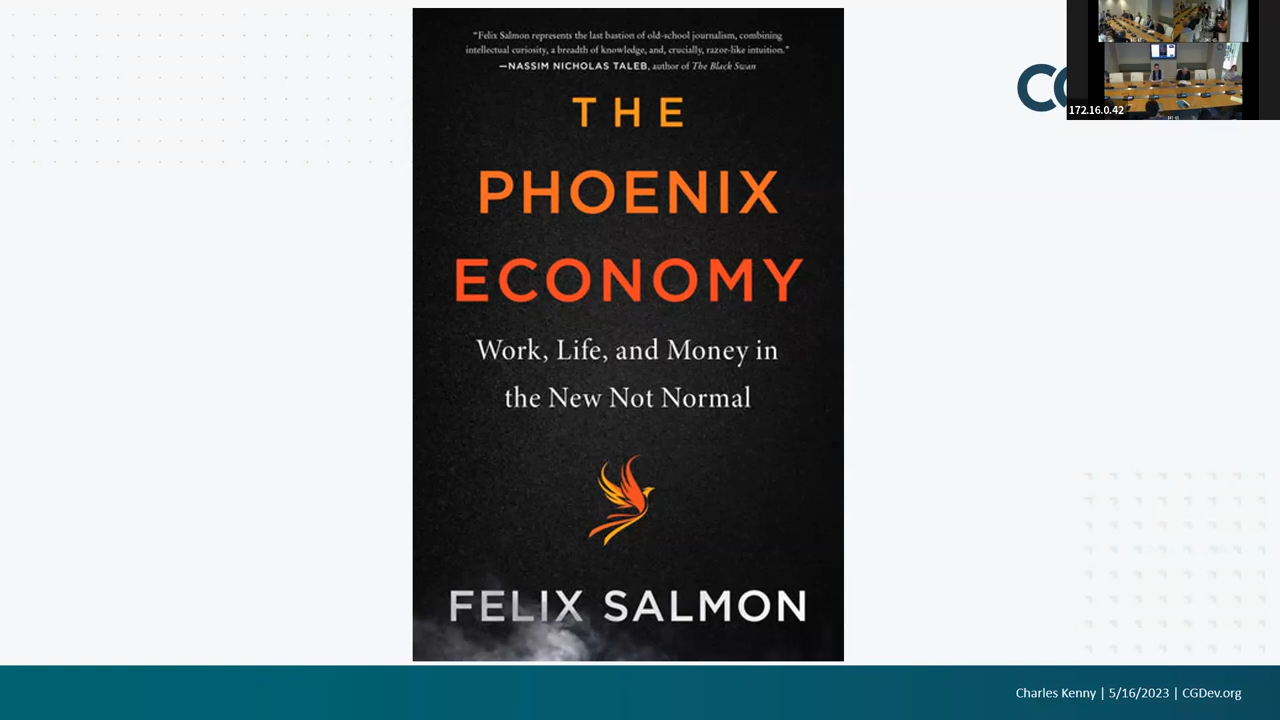 "Felix Salmon represents the last bastion of old-school journalism, combining
intellectual curiosity, a breadth of knowledge, and, crucially, razor-like intuition."
—NASSIM NICHOLAS TALEB, author of The Black Swan
THE
PHOENIX
ECONOMY
Work, Life, and Money in
the New Not Normal
FELIX SALMON
172.16.0.42
Charles Kenny | 5/16/2023 | CGDev.org